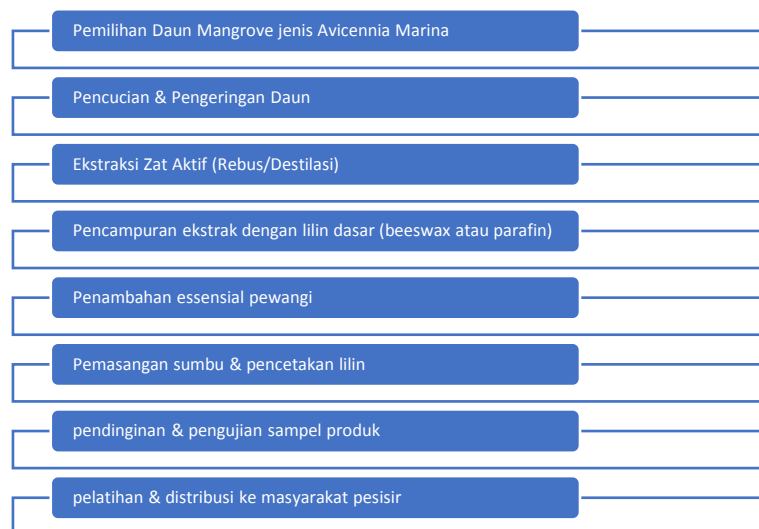 Pemilihan Daun Mangrove jenis Avicennia Marina
Pencucian & Pengeringan Daun
Ekstraksi Zat Aktif (Rebus/Destilasi)
Pencampuran ekstrak dengan lilin dasar (beeswax atau parafin)
Penambahan essensial pewangi
Pemasangan sumbu & pencetakan lilin
pendinginan & pengujian sampel produk
pelatihan & distribusi ke masyarakat pesisir